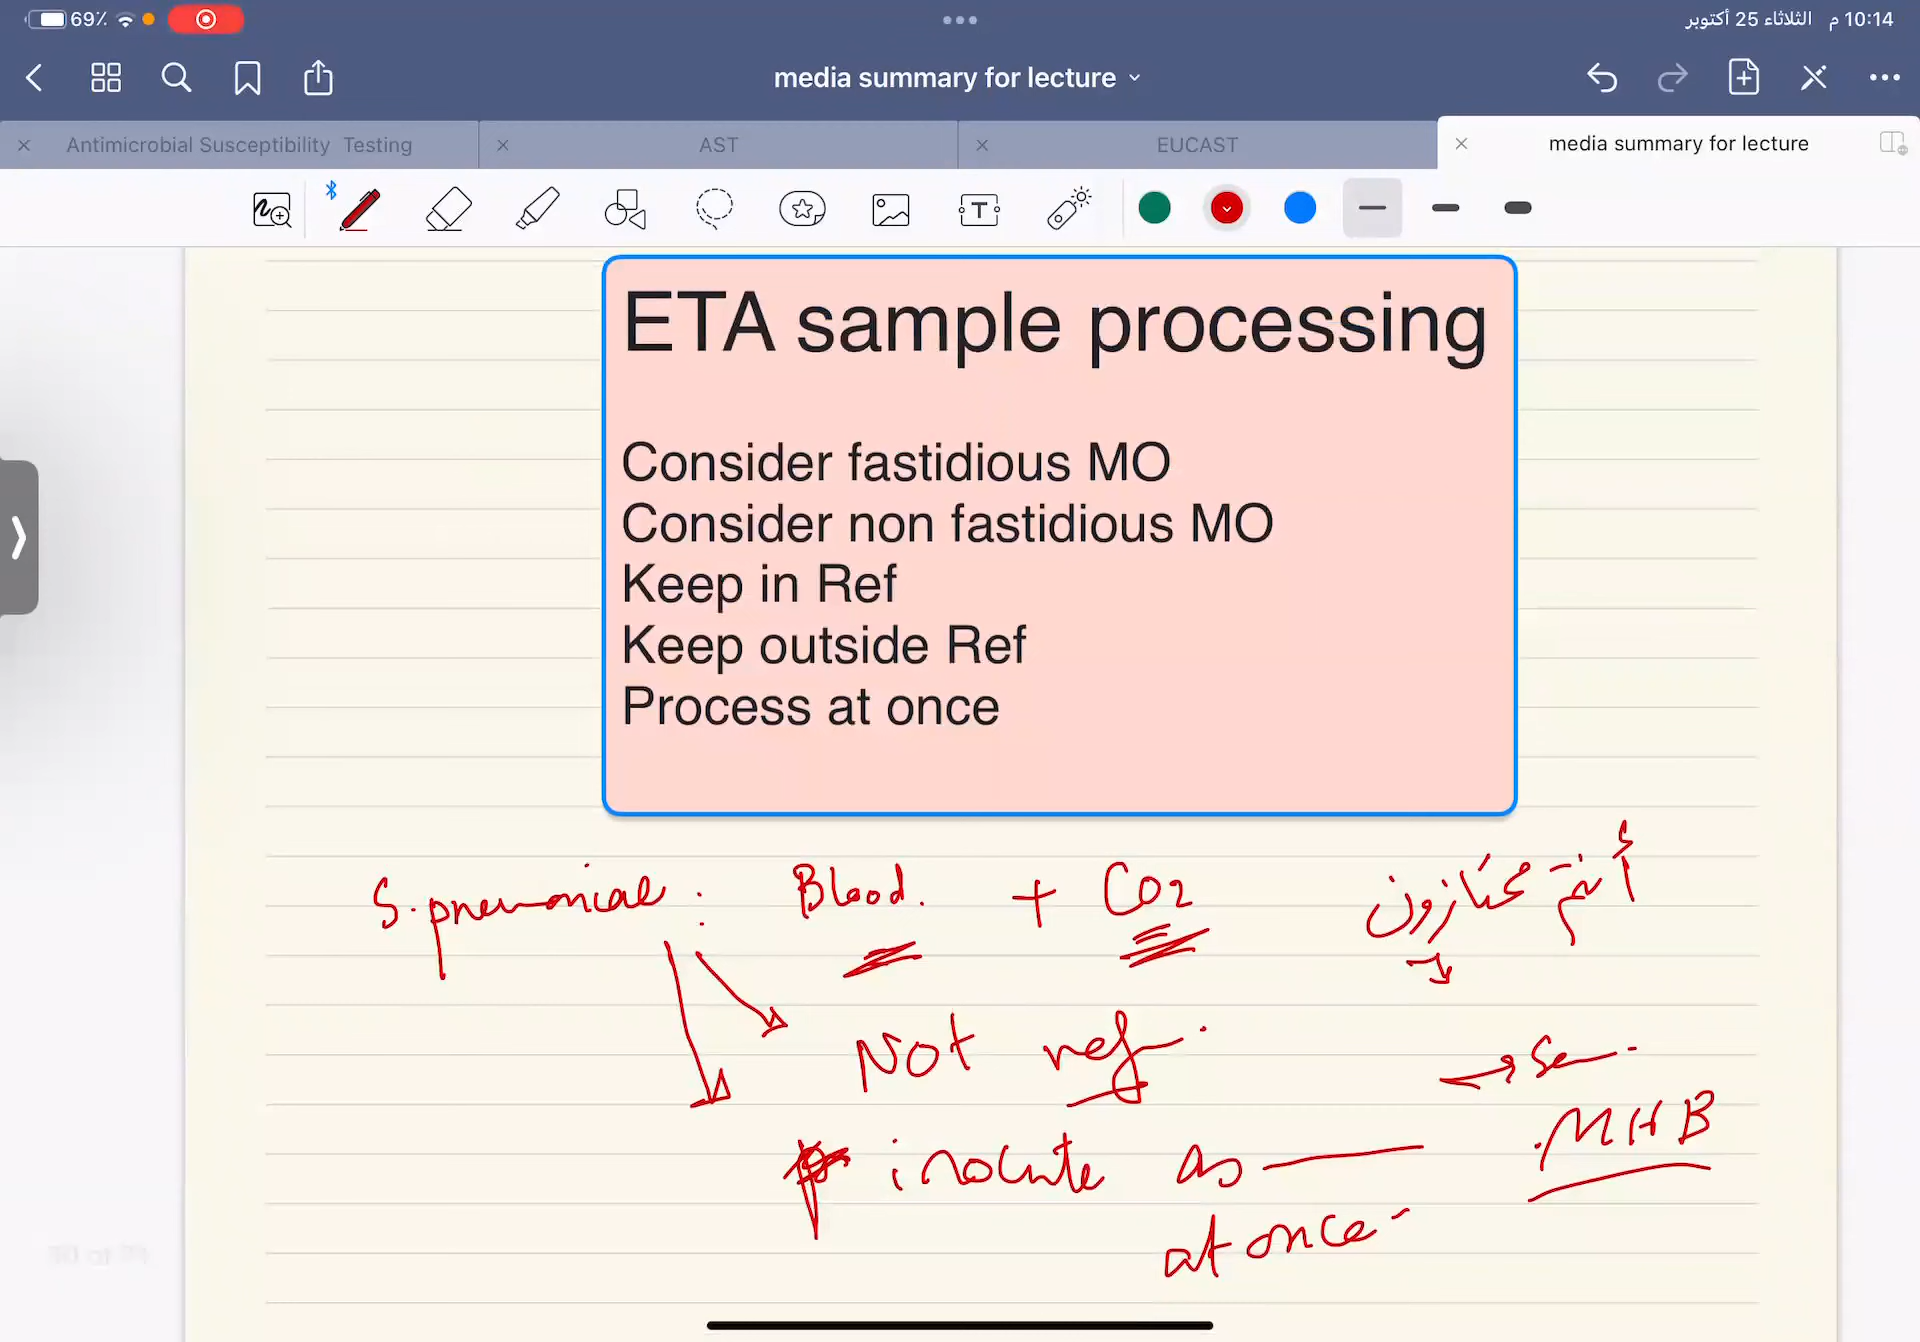 69٪ 10:14 م الثلاثاء 25 أكتوبر
media summary for lecture
Antimicrobial Susceptibility Testing AST EUCAST media summary for lecture
ETA sample processing
Consider fastidious MO
Consider non fastidious MO
Keep in Ref
Keep outside Ref
Process at once
S. pneumoniae : Blood. + CO2 أنتم ممتازون
Not ref.
MHB
as
at once